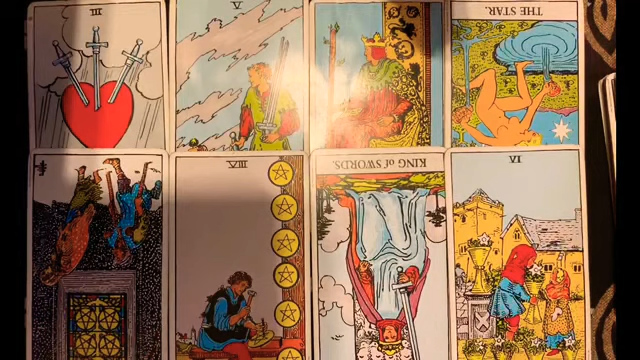 III
V
THE STAR.
VIII
KING of SWORDS.
VI